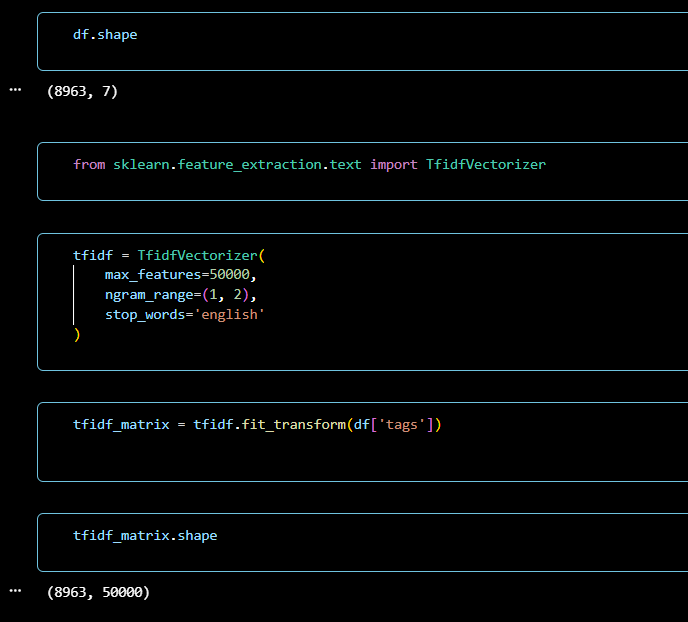 df.shape
(8963, 7)
from sklearn.feature_extraction.text import TfidfVectorizer
tfidf = TfidfVectorizer(
    max_features=50000,
    ngram_range=(1, 2),
    stop_words='english'
)
tfidf_matrix = tfidf.fit_transform(df['tags'])
tfidf_matrix.shape
(8963, 50000)